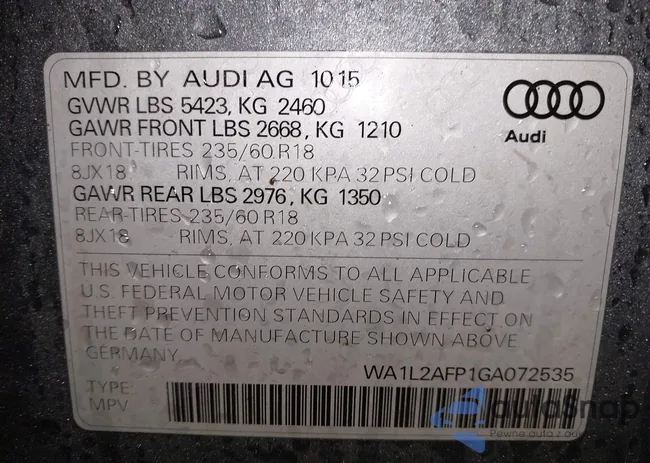 MFD. BY AUDI AG 10 15
GVWR LBS 5423, KG 2460
GAWR FRONT LBS 2668, KG 1210
FRONT-TIRES 235/60 R18
8JX18 RIMS, AT 220 KPA 32 PSI COLD
GAWR REAR LBS 2976, KG 1350
REAR-TIRES 235/60 R18
8JX18 RIMS, AT 220 KPA 32 PSI COLD
Audi
THIS VEHICLE CONFORMS TO ALL APPLICABLE
U.S. FEDERAL MOTOR VEHICLE SAFETY AND
THEFT PREVENTION STANDARDS IN EFFECT ON
THE DATE OF MANUFACTURE SHOWN ABOVE
GERMANY
WA1L2AFP1GA072535
TYPE:
MPV
autoSnap
Pewne auta z